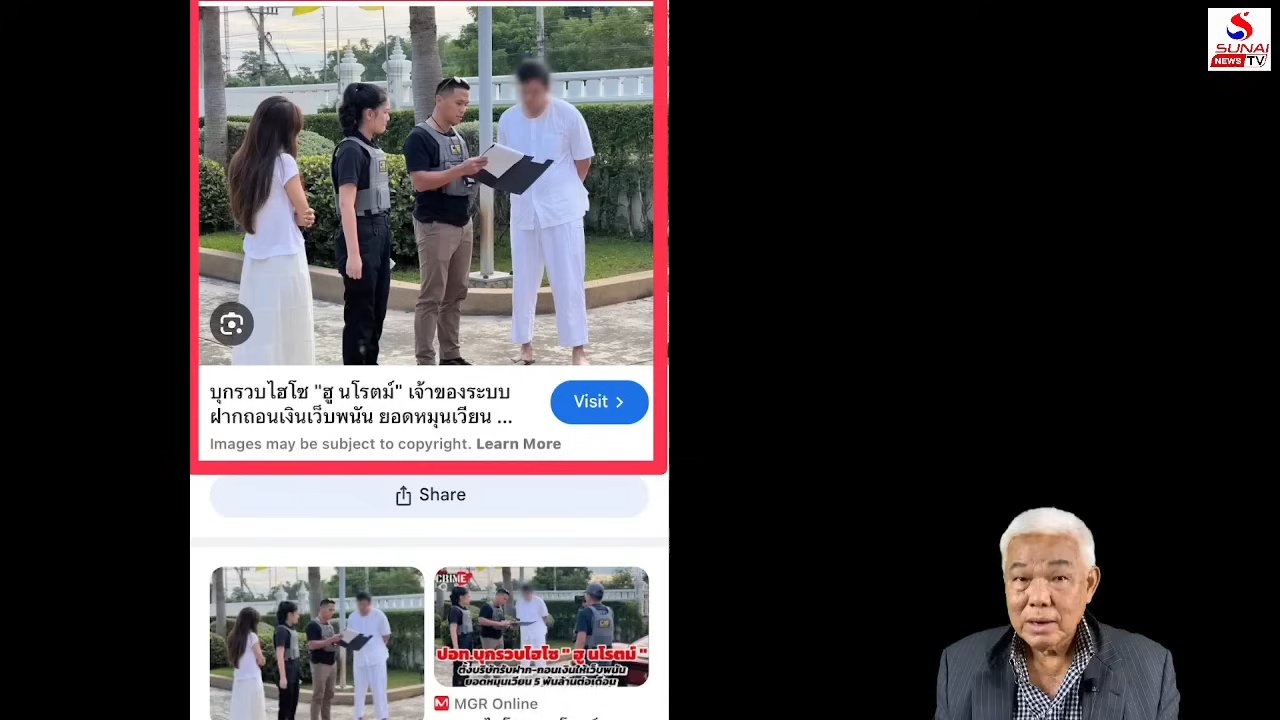 SUNAI
NEWS TV
บุกรวบไฮโซ "ฮู นโรตม์" เจ้าของระบบ
ฝากถอนเงินเว็บพนัน ยอดหมุนเวียน ...
Visit
Images may be subject to copyright. Learn More
Share
CRIME
ปอท.บุกรวบไฮโซ " ฮู นโรตม์ "
ตั้งบริษัทรับฝาก-ถอนเงินให้เว็บพนัน
ยอดหมุนเวียน 5 พันล้านต่อเดือน
MGR Online